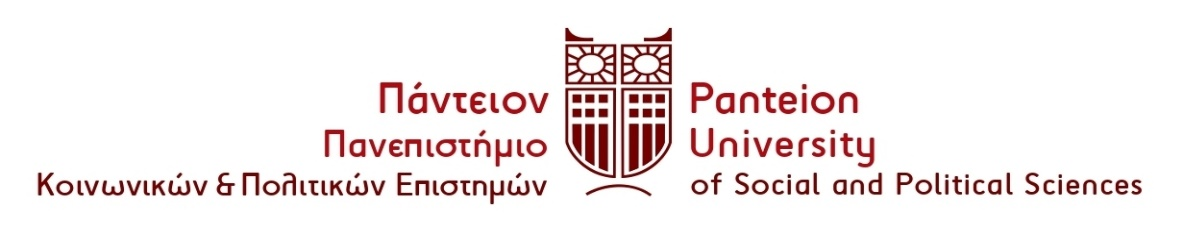 Πάντειον
Πανεπιστήμιο
Κοινωνικών & Πολιτικών Επιστημών
Panteion
University
of Social and Political Sciences